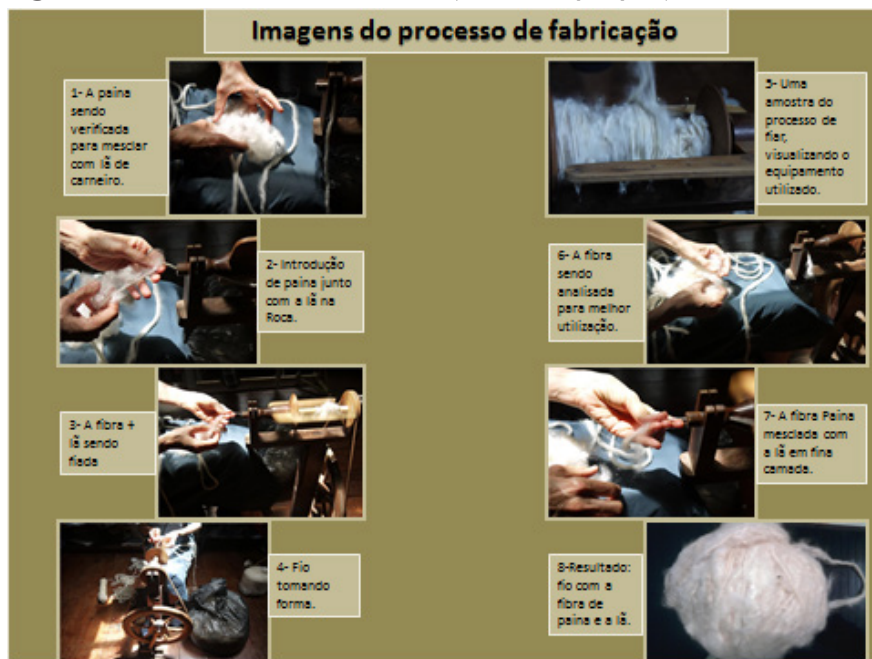 Imagens do processo de fabricação
1- A paina
sendo
verificada
para mesclar
com lã de
carneiro.
2- Introdução
de paina junto
com a lã na
Roca.
3- A fibra +
lã sendo
fiada
4- Fio
tomando
forma.
5- Uma
amostra do
processo de
fiar,
visualizando o
equipamento
utilizado.
6- A fibra
sendo
analisada
para melhor
utilização.
7- A fibra Paina
mesclada com
a lã em fina
camada.
8-Resultado:
fio com a
fibra de
paina e a lã.